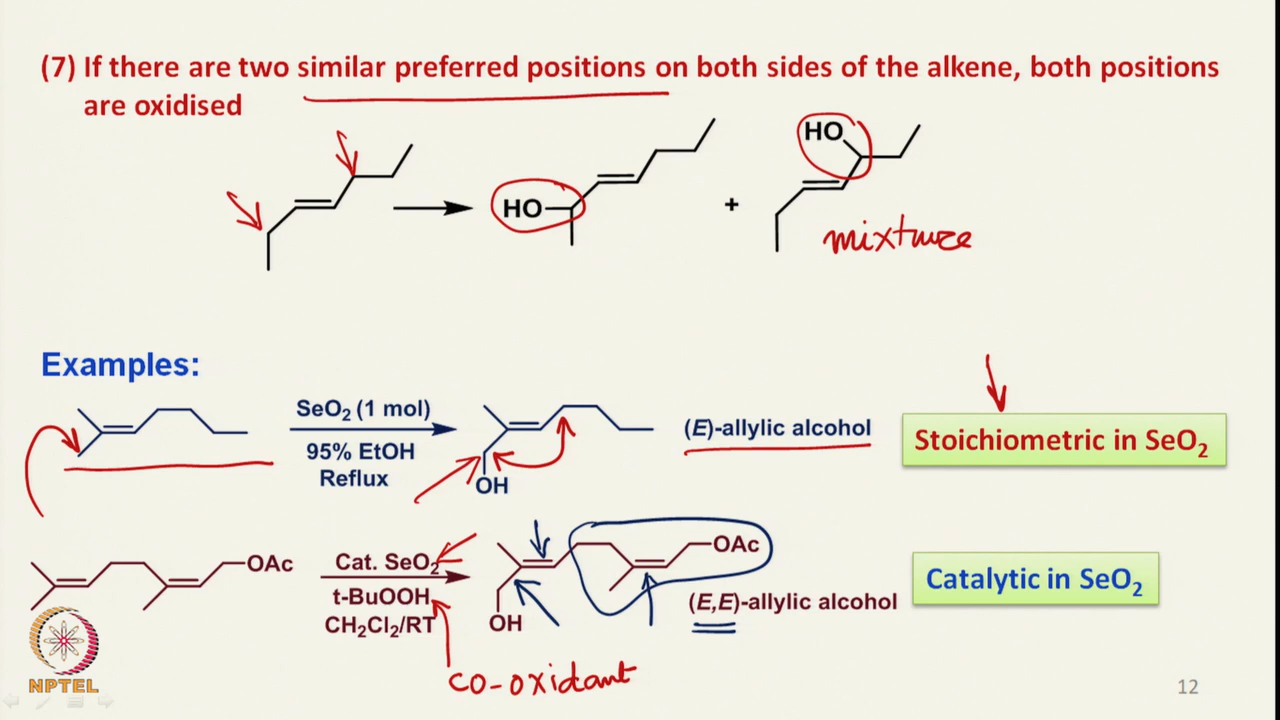 (7) If there are two similar preferred positions on both sides of the alkene, both positions
are oxidised
HO
+
HO
mixture
Examples:
SeO₂ (1 mol)
95% EtOH
Reflux
OH
(E)-allylic alcohol
Stoichiometric in SeO₂
OAc
Cat. SeO₂
t-BuOOH
CH₂Cl₂/RT
OH
OAc
(E,E)-allylic alcohol
Catalytic in SeO₂
co-oxidant
NPTEL
12